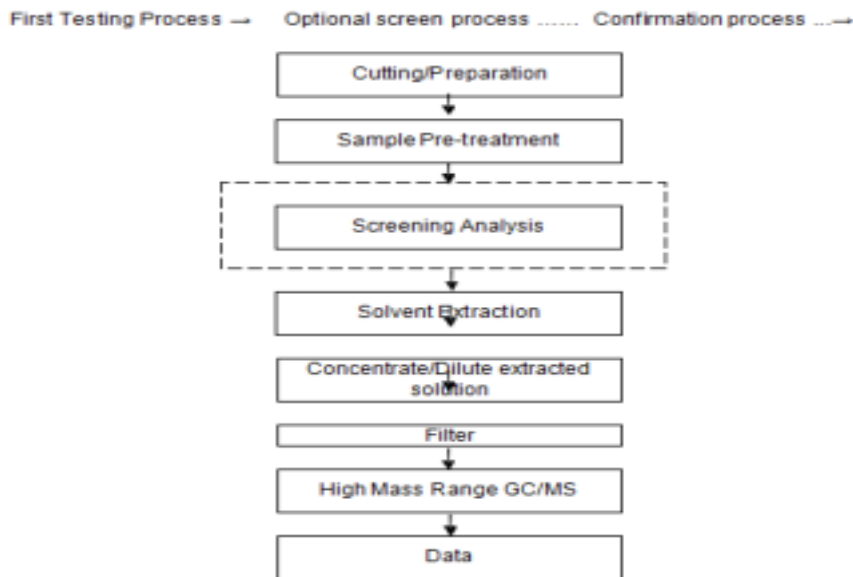 First Testing Process → Optional screen process ...... Confirmation process ...→
Cutting/Preparation
Sample Pre-treatment
Screening Analysis
Solvent Extraction
Concentrate/Dilute extracted
solution
Filter
High Mass Range GC/MS
Data